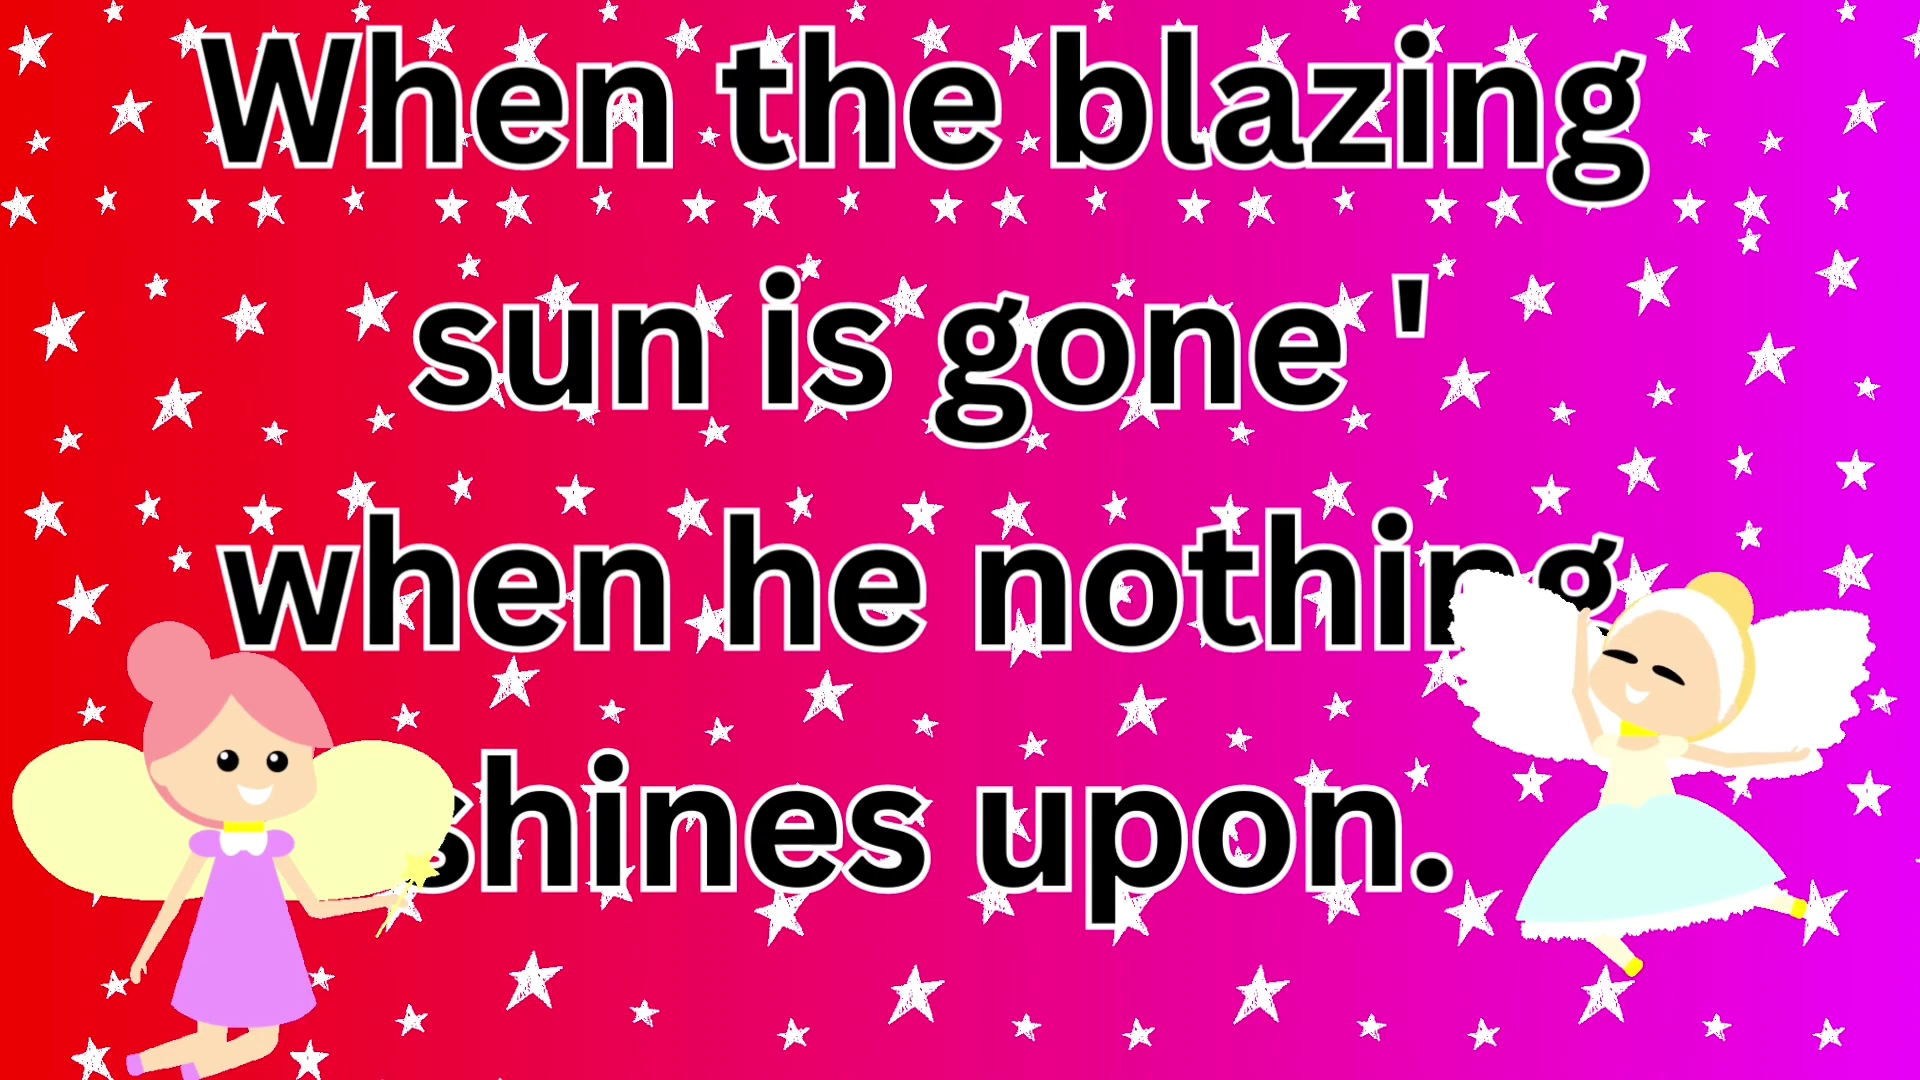 When the blazing
sun is gone '
when he nothing
shines upon.